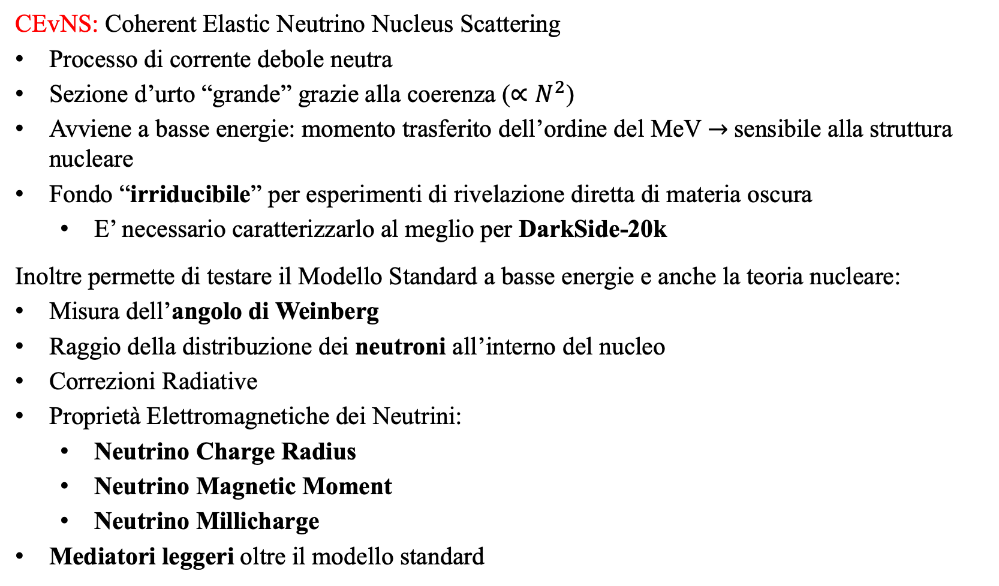 CEvNS: Coherent Elastic Neutrino Nucleus Scattering
• Processo di corrente debole neutra
• Sezione d’urto “grande” grazie alla coerenza (∝ N²)
• Avviene a basse energie: momento trasferito dell’ordine del MeV → sensibile alla struttura
nucleare
• Fondo “irriducibile” per esperimenti di rivelazione diretta di materia oscura
• E’ necessario caratterizzarlo al meglio per DarkSide-20k
Inoltre permette di testare il Modello Standard a basse energie e anche la teoria nucleare:
• Misura dell’angolo di Weinberg
• Raggio della distribuzione dei neutroni all’interno del nucleo
• Correzioni Radiative
• Proprietà Elettromagnetiche dei Neutrini:
• Neutrino Charge Radius
• Neutrino Magnetic Moment
• Neutrino Millicharge
• Mediatori leggeri oltre il modello standard